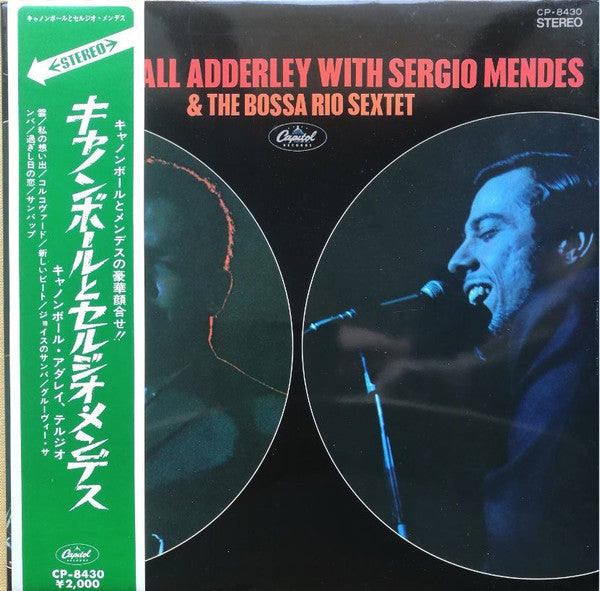 キャノンボールとセルジオ・メンデス
STEREO
キャノンボールとメンデスの豪華顔合せ!!
キャノンボールとセルジオ・メンデス
キャノンボール・アダレイ、テルジオ
雲／私の想い出／コルコヴァード／新しいビート／ジョイスのサンバ／グルーヴィー・サ
ンバ／過ぎし日の恋／サンバップ
Capitol
RECORDS
CP-8430
¥2,000
CP-8430
STEREO
ALL ADDERLEY WITH SERGIO MENDES
& THE BOSSA RIO SEXTET
Capitol
RECORDS